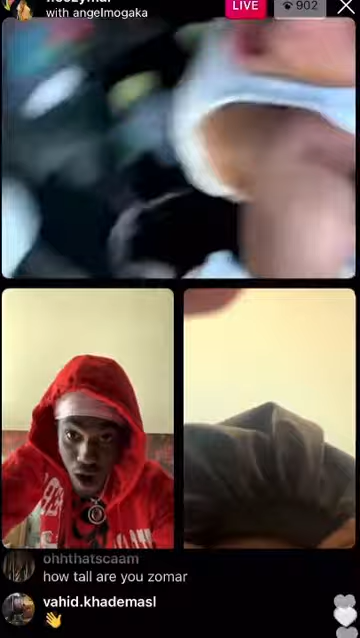 with angelmogaka
LIVE
902
ohhthatscaam
how tall are you zomar
vahid.khademasl
👋